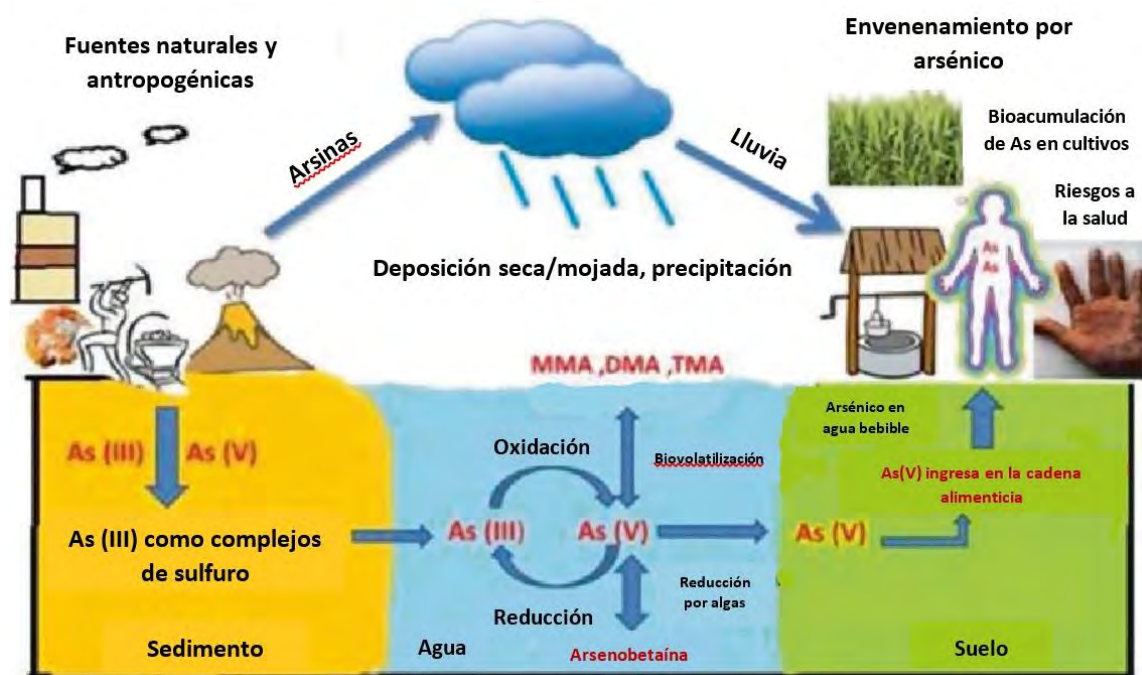 Fuentes naturales y
antropogénicas
Envenenamiento por
arsénico
Arsinas
Lluvia
Bioacumulación
de As en cultivos
Riesgos a
la salud
As
As
Deposición seca/mojada, precipitación
MMA ,DMA ,TMA
Arsénico en
agua bebible
As (III)
As (V)
Oxidación
Biovolatilización
As(V) ingresa en la cadena
alimenticia
As (III) como complejos
de sulfuro
As (III)
As (V)
As (V)
Reducción
Reducción
por algas
Sedimento
Agua
Arsenobetaína
Suelo